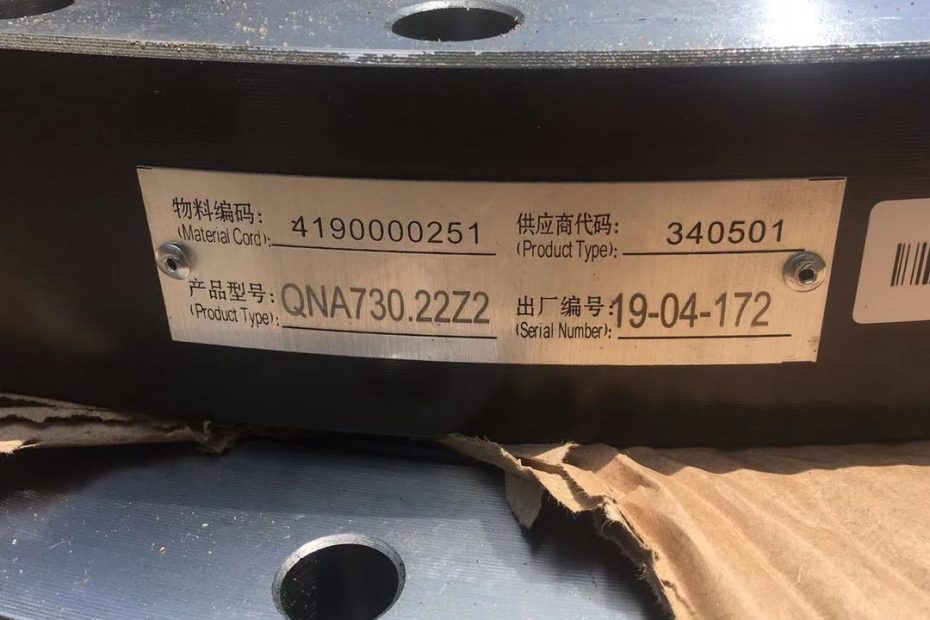 物料编码: 4190000251 供应商代码: 340501
(Material Cord): (Product Type):
产品型号: QNA730.22Z2 出厂编号: 19-04-172
(Product Type): (Serial Number):